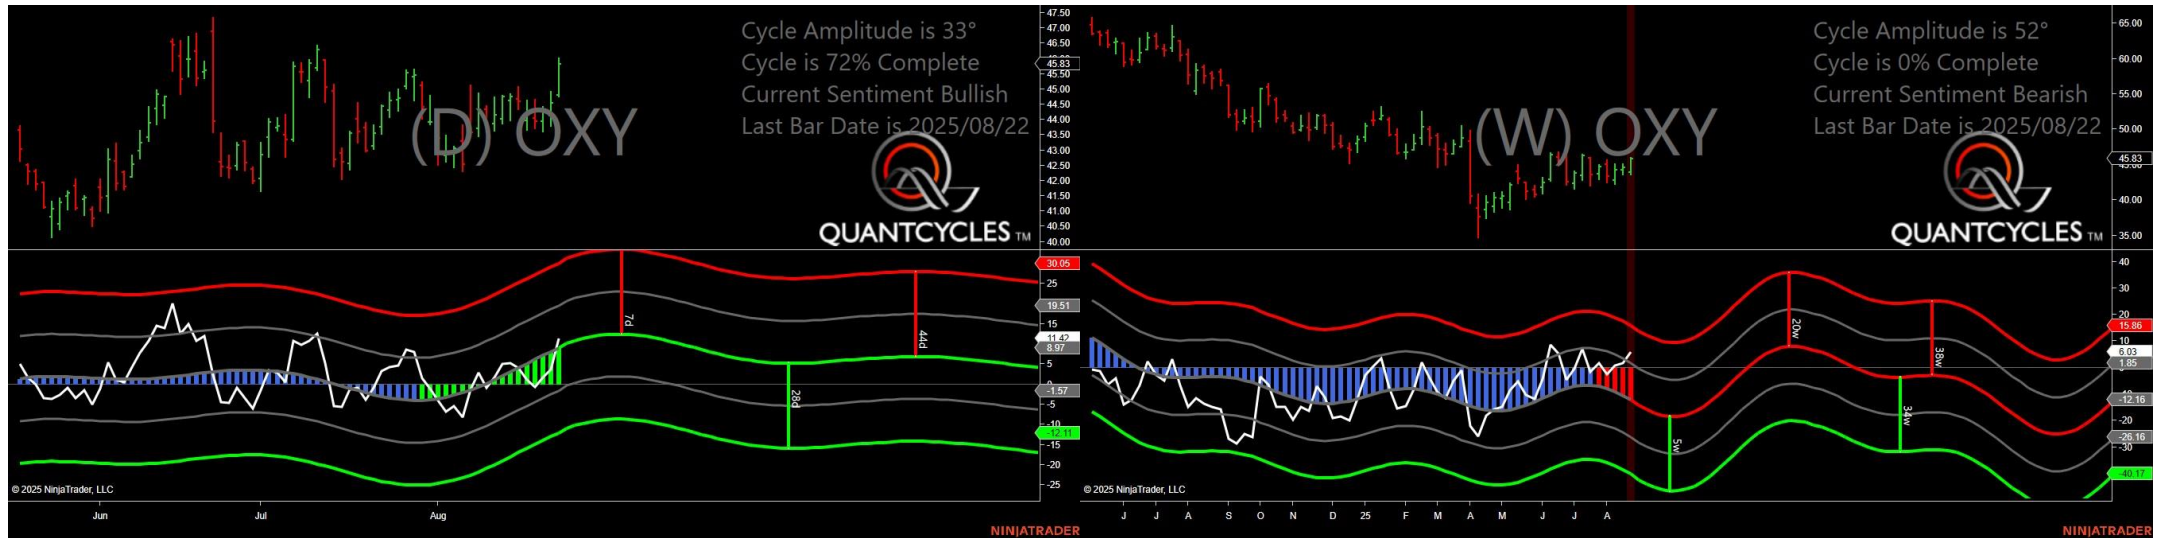 Cycle Amplitude is 33°
Cycle is 72% Complete
Current Sentiment Bullish
Last Bar Date is 2025/08/22
(D) OXY
QUANTCYCLES TM
47.50
47.00
46.50
45.83
45.50
45.00
44.50
44.00
43.50
43.00
42.50
42.00
41.50
41.00
40.50
40.00
30.05
25
19.51
15
11.42
8.97
5
-1.57
-5
-10
-12.11
-15
-20
-25
7d
28d
44d
© 2025 NinjaTrader, LLC
Jun
Jul
Aug
NINJATRADER
Cycle Amplitude is 52°
Cycle is 0% Complete
Current Sentiment Bearish
Last Bar Date is 2025/08/22
(W) OXY
QUANTCYCLES TM
65.00
60.00
55.00
50.00
45.83
40.00
35.00
40
30
20
15.86
10
6.03
1.85
-12.16
-20
-26.16
-30
-40.17
5w
20w
34w
38w
© 2025 NinjaTrader, LLC
J
J
A
S
O
N
D
25
F
M
A
M
J
J
A
NINJATRADER